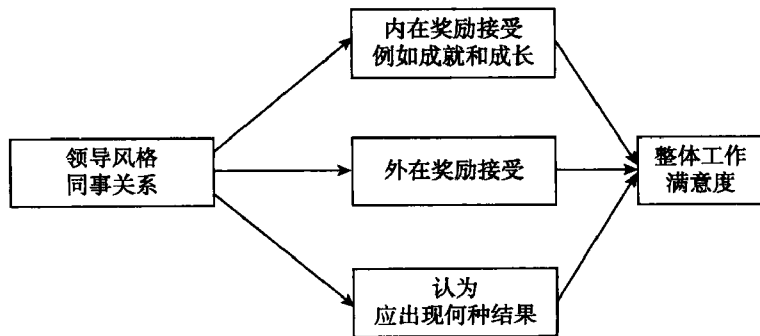 内在奖励接受
例如成就和成长
领导风格
同事关系
外在奖励接受
整体工作
满意度
认为
应出现何种结果